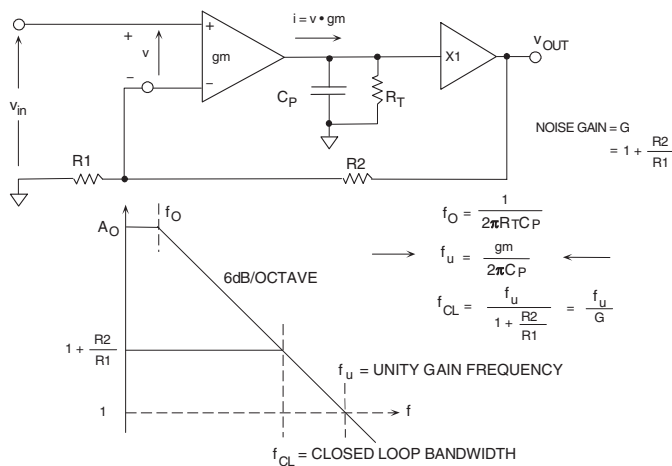 i = v • gm
+
+
v
gm
–
–
v_in
C_P
R_T
X1
v_OUT
R1
R2
NOISE GAIN = G
= 1 + R2/R1
f_O
A_O
6dB/OCTAVE
1 + R2/R1
1
f_u = UNITY GAIN FREQUENCY
f
f_CL = CLOSED LOOP BANDWIDTH
f_O = 1/2πR_TC_P
f_u = gm/2πC_P
f_CL = f_u/1 + R2/R1 = f_u/G